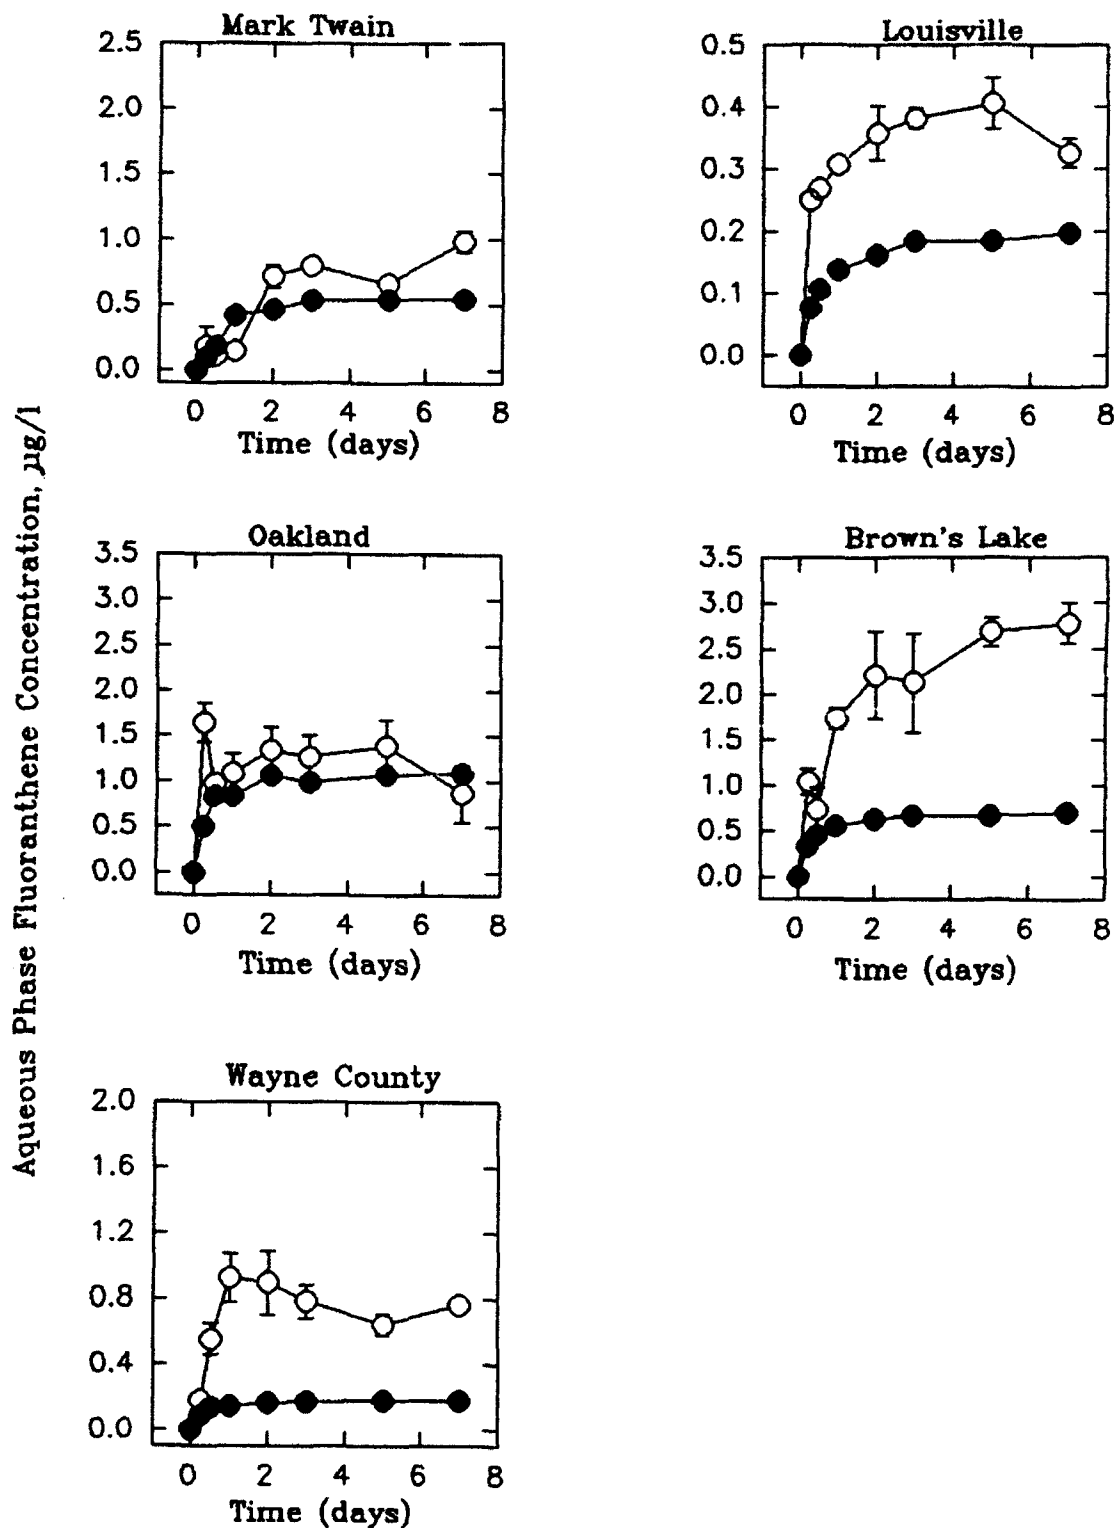 Aqueous Phase Fluoranthene Concentration, µg/l
Mark Twain
2.5
2.0
1.5
1.0
0.5
0.0
0 2 4 6 8
Time (days)
Louisville
0.5
0.4
0.3
0.2
0.1
0.0
0 2 4 6 8
Time (days)
Oakland
3.5
3.0
2.5
2.0
1.5
1.0
0.5
0.0
0 2 4 6 8
Time (days)
Brown's Lake
3.5
3.0
2.5
2.0
1.5
1.0
0.5
0.0
0 2 4 6 8
Time (days)
Wayne County
2.0
1.6
1.2
0.8
0.4
0.0
0 2 4 6 8
Time (days)